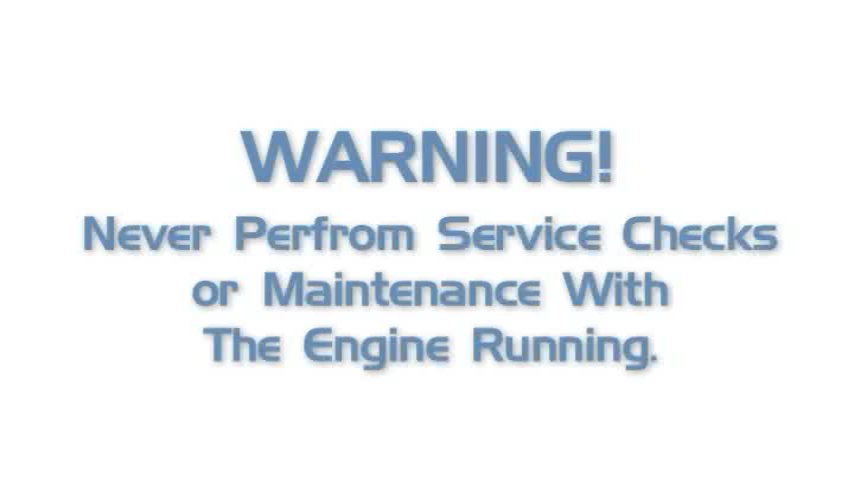 WARNING!
Never Perfrom Service Checks
or Maintenance With
The Engine Running.